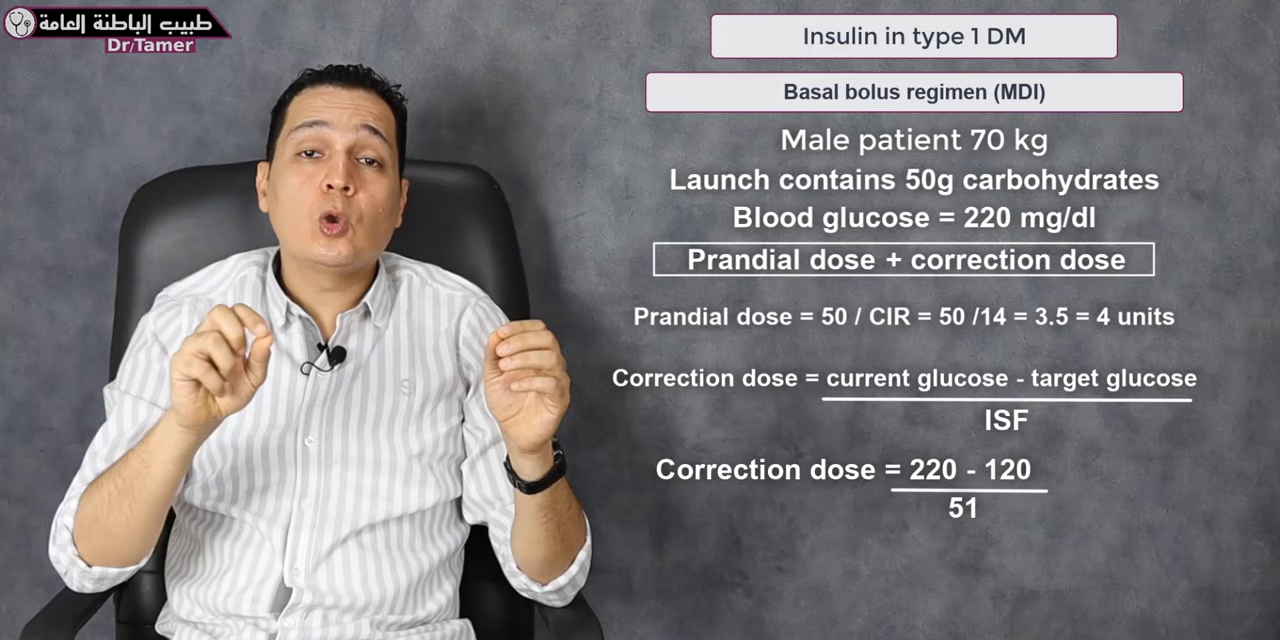 طبيب الباطنة العامة
Dr/Tamer
Insulin in type 1 DM
Basal bolus regimen (MDI)
Male patient 70 kg
Launch contains 50g carbohydrates
Blood glucose = 220 mg/dl
Prandial dose + correction dose
Prandial dose = 50 / CIR = 50 /14 = 3.5 = 4 units
Correction dose = current glucose - target glucose
ISF
Correction dose = 220 - 120
51